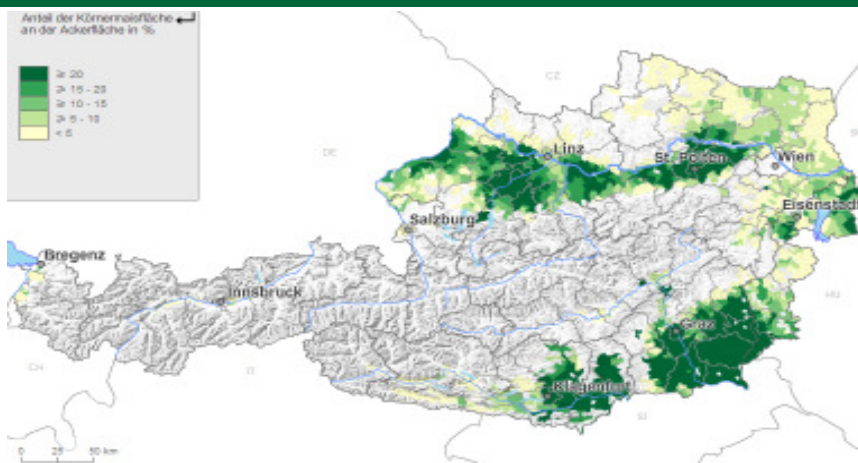 Anteil der Körnermaisfläche
an der Ackerfläche in %
≥ 20
≥ 15 - 20
≥ 10 - 15
≥ 5 - 10
< 5
CZ
DE
Linz
St. Pölten
Wien
Eisenstadt
Salzburg
Bregenz
Innsbruck
HU
Graz
CH
IT
Klagenfurt
SI
0 25 50 km